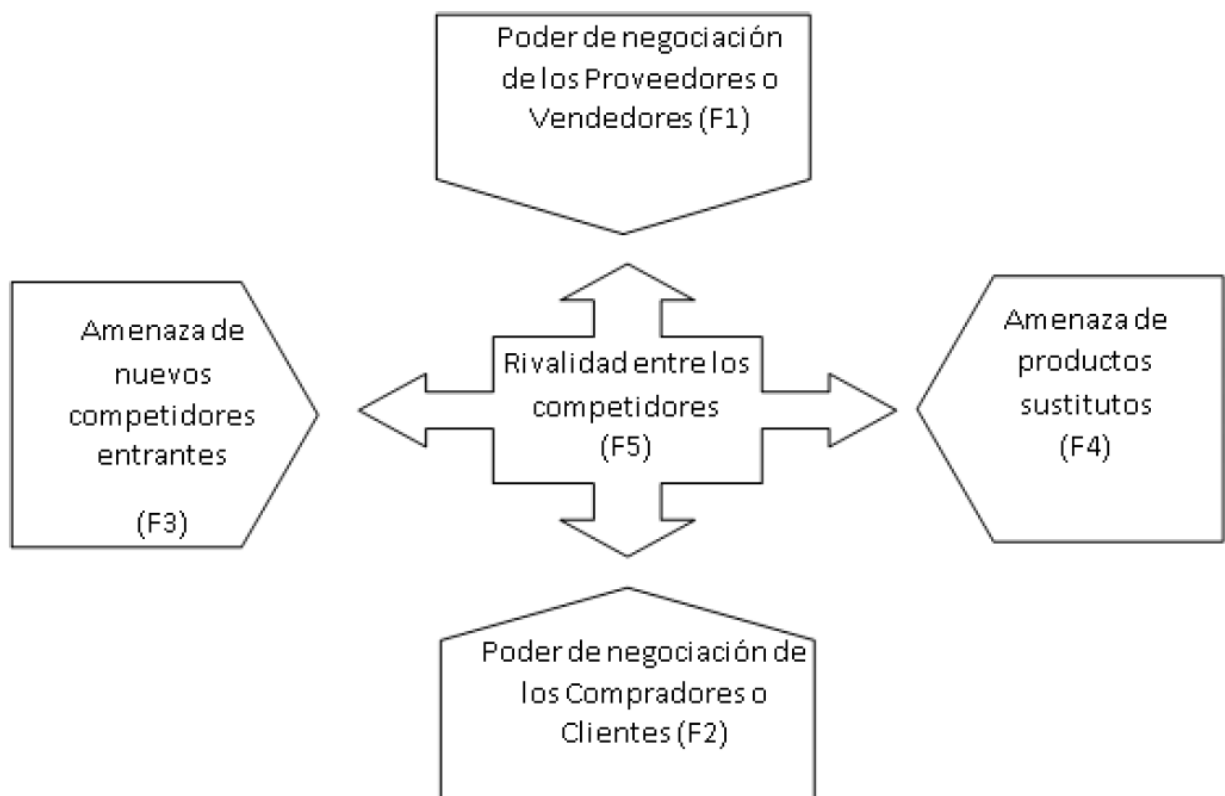 Poder de negociación
de los Proveedores o
Vendedores (F1)
Amenaza de
nuevos
competidores
entrantes
(F3)
Rivalidad entre los
competidores
(F5)
Amenaza de
productos
sustitutos
(F4)
Poder de negociación de
los Compradores o
Clientes (F2)